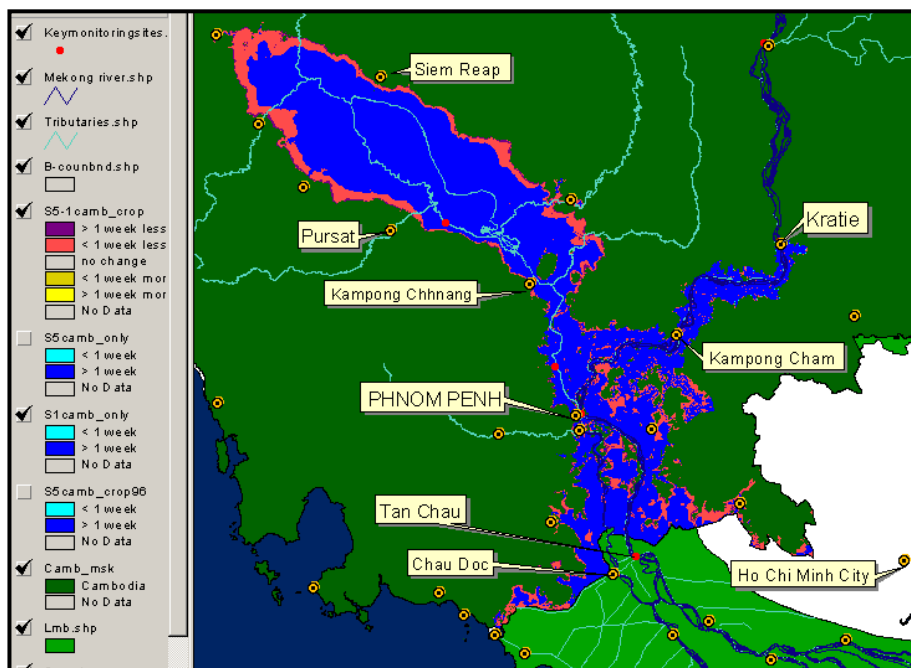 Keymonitoringsites.
Mekong river.shp
Tributaries.shp
B-counbnd.shp
S5-1camb_crop
> 1 week less
< 1 week less
no change
< 1 week mor
> 1 week mor
No Data
S5camb_only
< 1 week
> 1 week
No Data
S1camb_only
< 1 week
> 1 week
No Data
S5camb_crop96
< 1 week
> 1 week
No Data
Camb_msk
Cambodia
No Data
Lmb.shp
Siem Reap
Pursat
Kratie
Kampong Chhnang
Kampong Cham
PHNOM PENH
Tan Chau
Chau Doc
Ho Chi Minh City